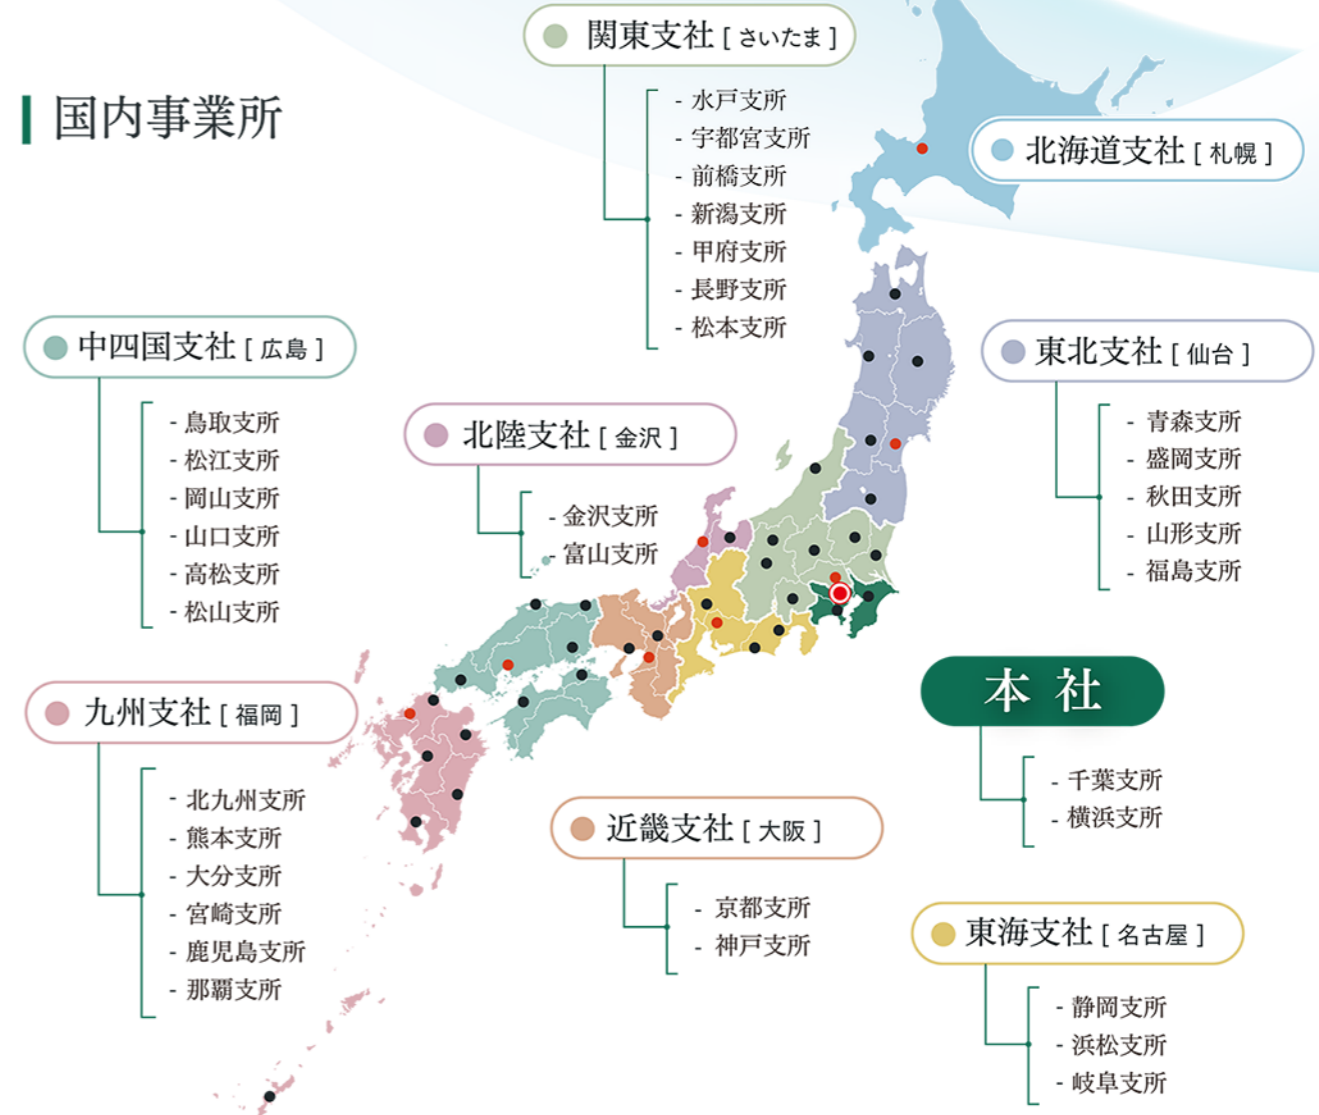 国内事業所
関東支社 [ さいたま ]
- 水戸支所
- 宇都宮支所
- 前橋支所
- 新潟支所
- 甲府支所
- 長野支所
- 松本支所
北海道支社 [ 札幌 ]
中四国支社 [ 広島 ]
- 鳥取支所
- 松江支所
- 岡山支所
- 山口支所
- 高松支所
- 松山支所
北陸支社 [ 金沢 ]
- 金沢支所
- 富山支所
東北支社 [ 仙台 ]
- 青森支所
- 盛岡支所
- 秋田支所
- 山形支所
- 福島支所
九州支社 [ 福岡 ]
- 北九州支所
- 熊本支所
- 大分支所
- 宮崎支所
- 鹿児島支所
- 那覇支所
本社
- 千葉支所
- 横浜支所
近畿支社 [ 大阪 ]
- 京都支所
- 神戸支所
東海支社 [ 名古屋 ]
- 静岡支所
- 浜松支所
- 岐阜支所